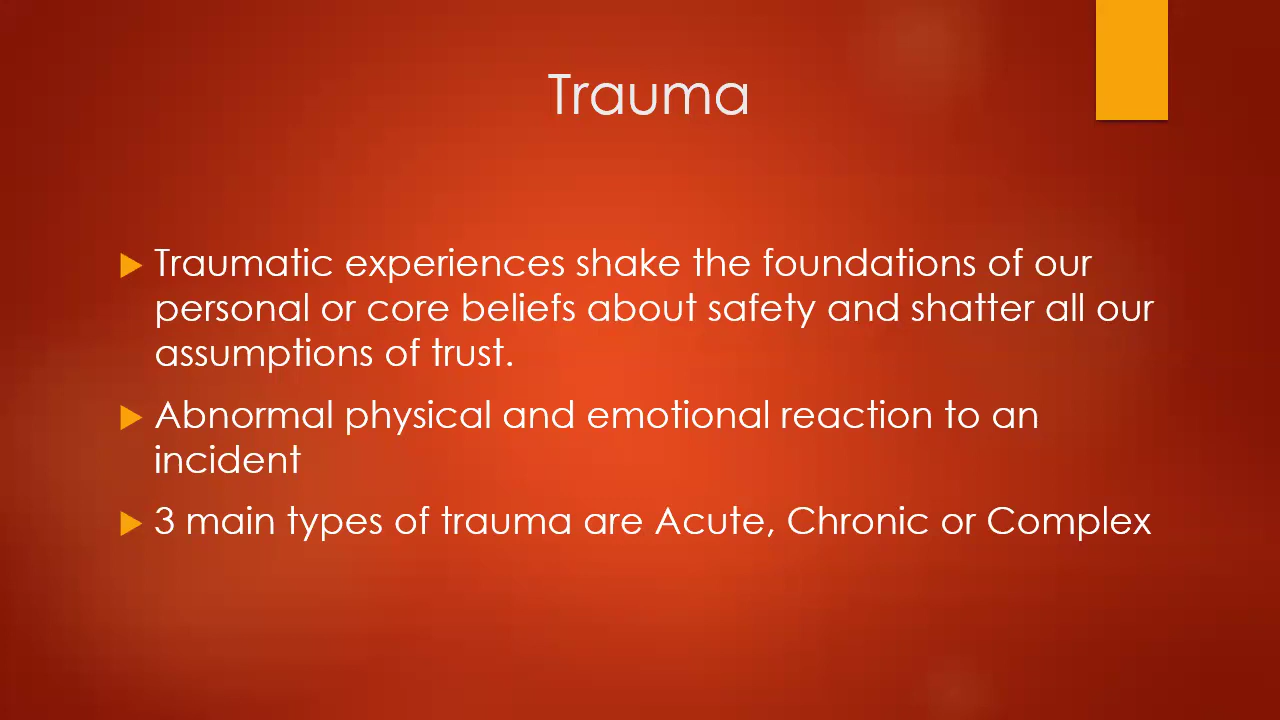 Trauma
Traumatic experiences shake the foundations of our
personal or core beliefs about safety and shatter all our
assumptions of trust.
Abnormal physical and emotional reaction to an
incident
3 main types of trauma are Acute, Chronic or Complex